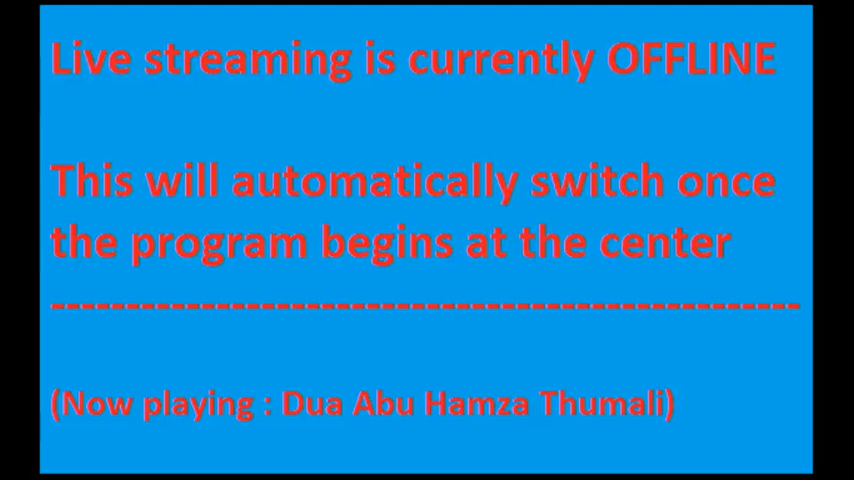 Live streaming is currently OFFLINE
This will automatically switch once
the program begins at the center
--------------------------------------------------
(Now playing : Dua Abu Hamza Thumali)